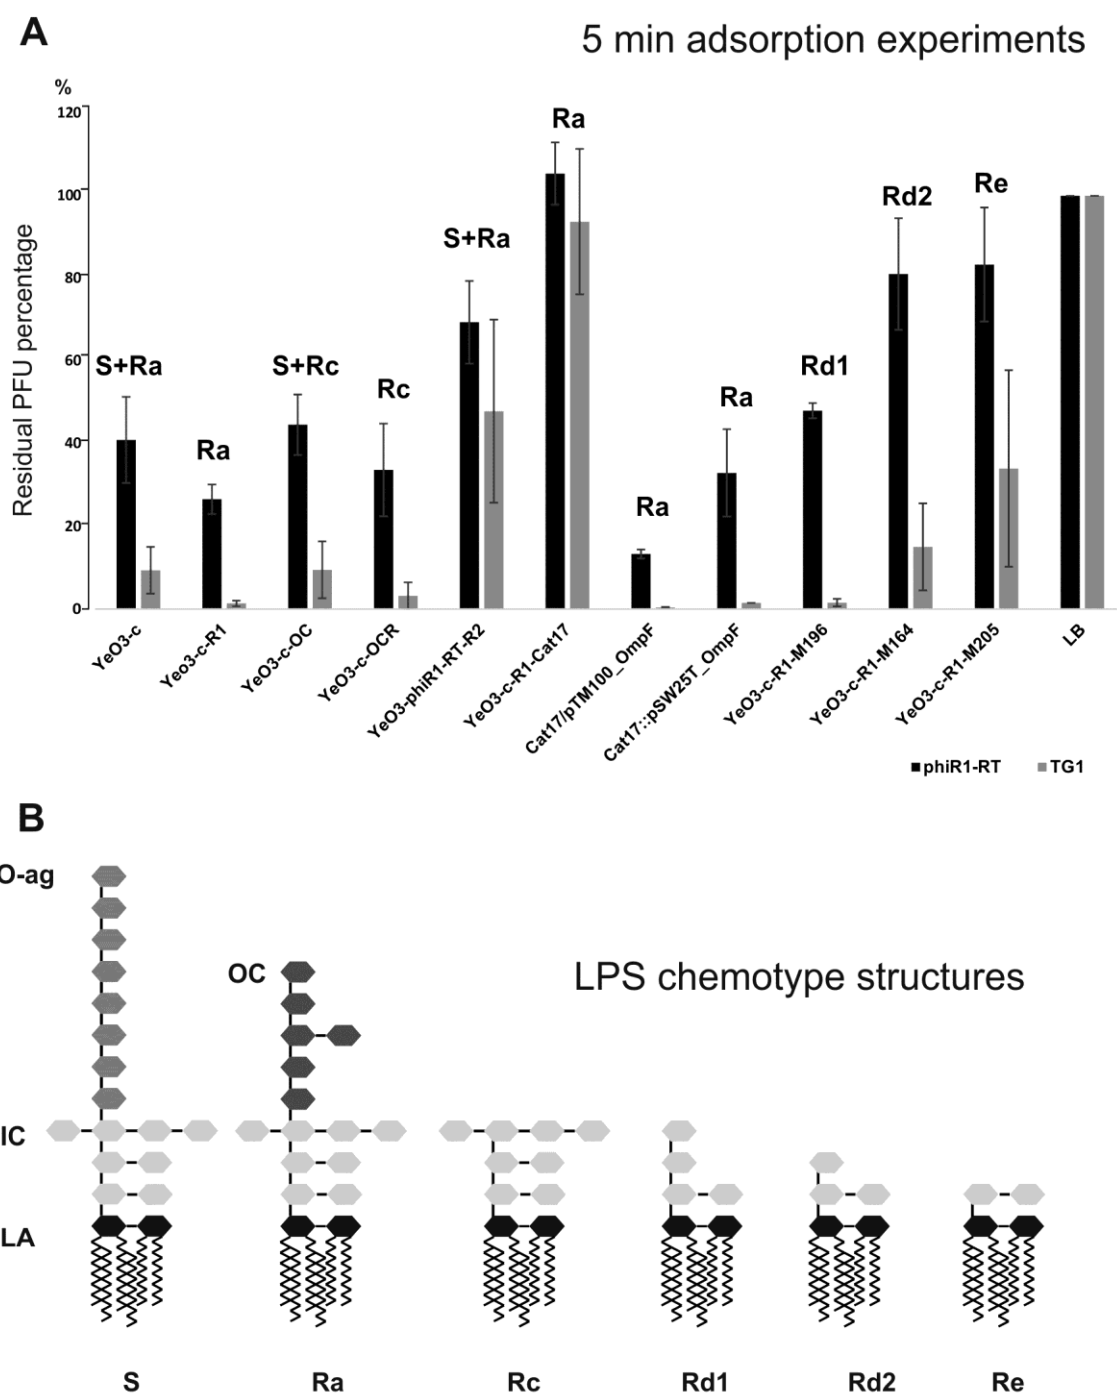 A
5 min adsorption experiments
%
120
100
80
60
40
20
0
Residual PFU percentage
S+Ra
Ra
S+Rc
Rc
S+Ra
Ra
Ra
Ra
Rd1
Rd2
Re
YeO3-c
Yeo3-c-R1
YeO3-c-OC
YeO3-c-OCR
YeO3-phiR1-RT-R2
YeO3-c-R1-Cat17
Cat17/pTM100_OmpF
Cat17::pSW25T_OmpF
YeO3-c-R1-M196
YeO3-c-R1-M164
YeO3-c-R1-M205
LB
phiR1-RT TG1
B
O-ag
OC
LPS chemotype structures
IC
LA
S Ra Rc Rd1 Rd2 Re